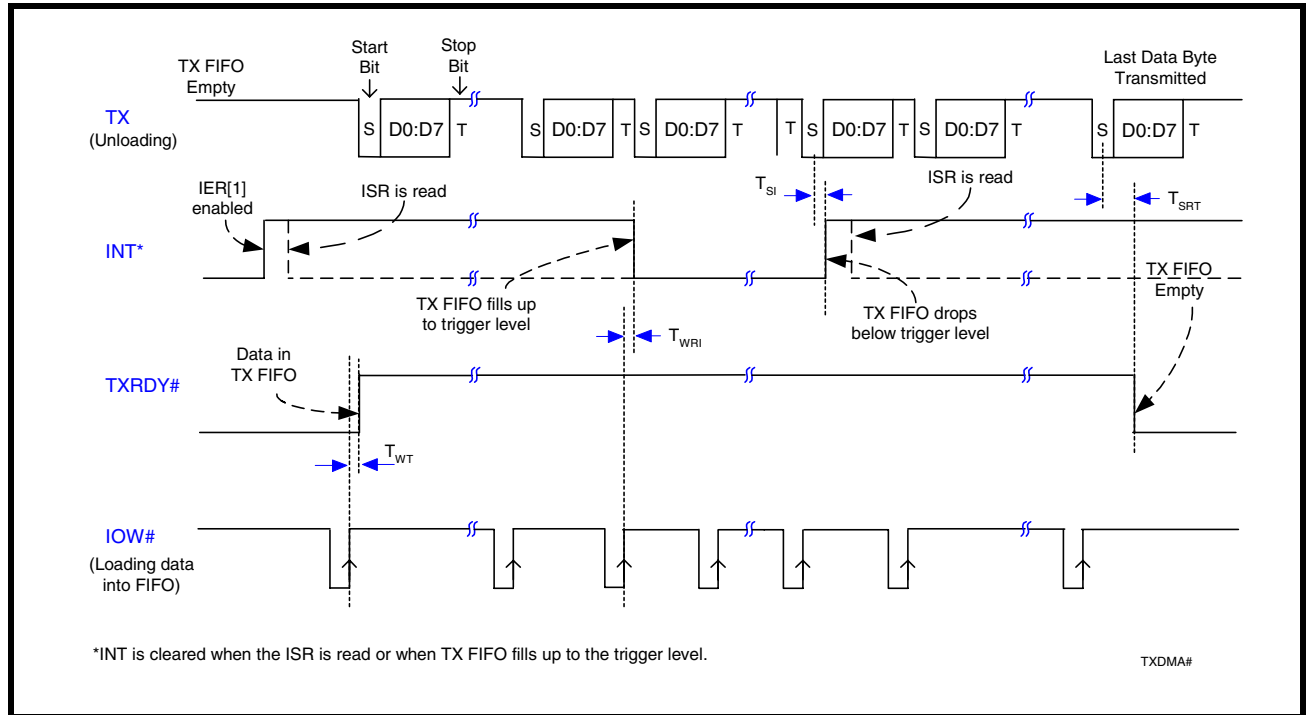 Start
Bit
Stop
Bit
TX FIFO
Empty
Last Data Byte
Transmitted
TX
(Unloading)
S D0:D7 T S D0:D7 T S D0:D7 T T S D0:D7 T S D0:D7 T S D0:D7 T
IER[1]
enabled
ISR is read
TSI
ISR is read
TSRT
INT*
TX FIFO fills up
to trigger level
TX FIFO drops
below trigger level
TX FIFO
Empty
TWRI
Data in
TX FIFO
TXRDY#
TWT
IOW#
(Loading data
into FIFO)
*INT is cleared when the ISR is read or when TX FIFO fills up to the trigger level.
TXDMA#